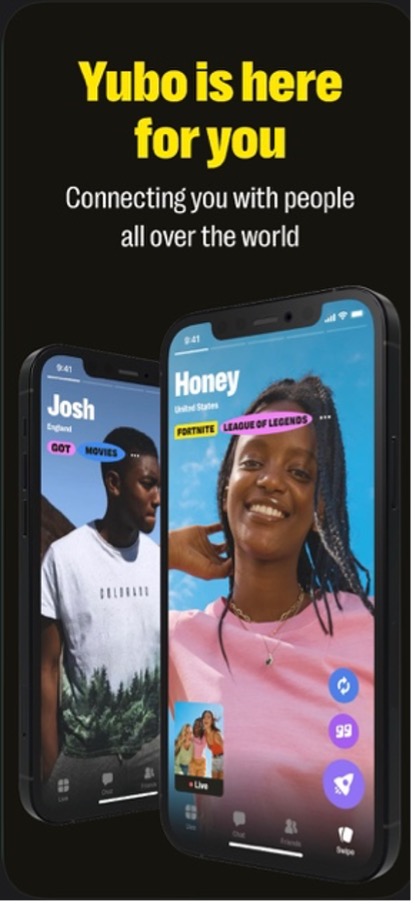 Yubo is here
for you
Connecting you with people
all over the world
9:41
Josh
England
GOT MOVIES ...
COLORADO
Live Chat Friends
9:41
Honey
United States
FORTNITE LEAGUE OF LEGENDS ...
Live
Live Chat Friends Swipe